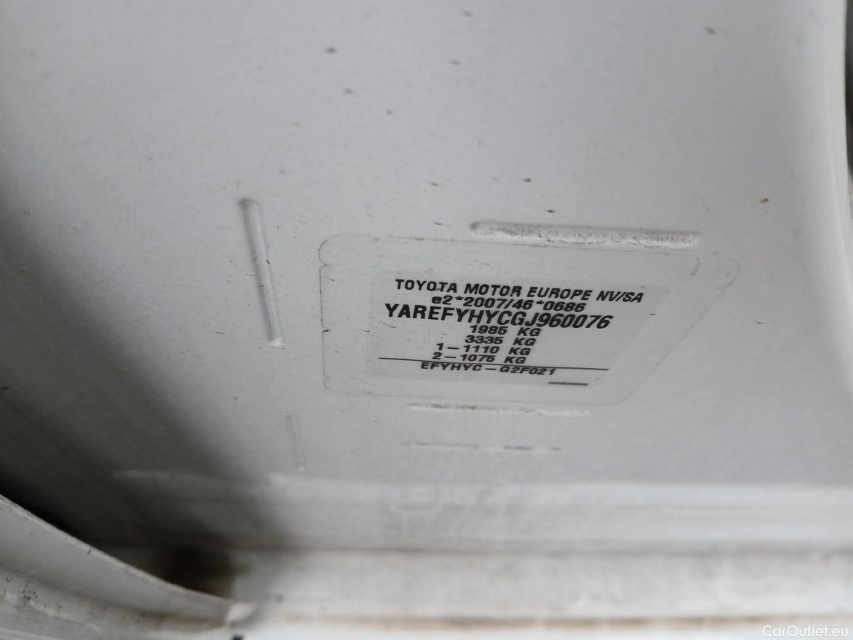 TOYOTA MOTOR EUROPE NV/SA
e2*2007/46*0686
YAREFYHYCGJ960076
1985 KG
3335 KG
1-1110 KG
2-1075 KG
EFYHYC-G2F021
CarOutlet.eu